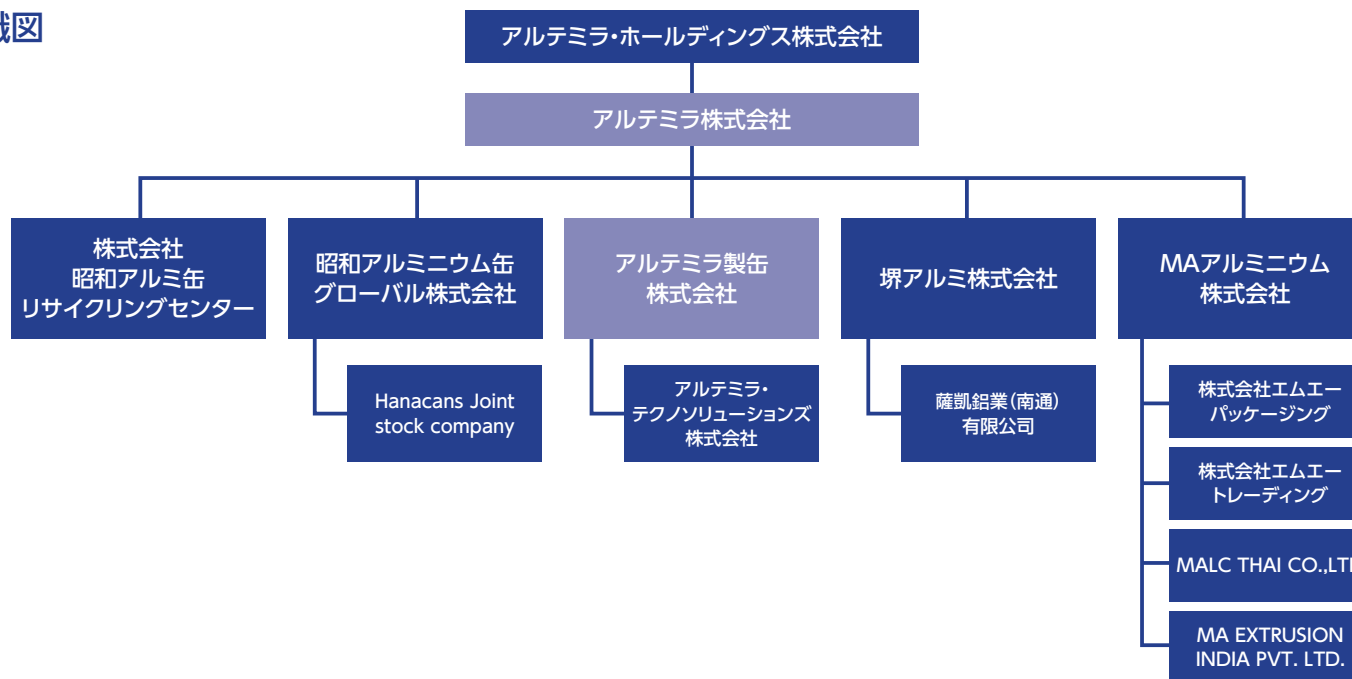 図
アルテミラ・ホールディングス株式会社
アルテミラ株式会社
株式会社
昭和アルミ缶
リサイクリングセンター
昭和アルミニウム缶
グローバル株式会社
アルテミラ製缶
株式会社
堺アルミ株式会社
MAアルミニウム
株式会社
Hanacans Joint
stock company
アルテミラ・
テクノソリューションズ
株式会社
薩凱鋁業(南通)
有限公司
株式会社エムエー
パッケージング
株式会社エムエー
トレーディング
MALC THAI CO.,LT
MA EXTRUSION
INDIA PVT. LTD.